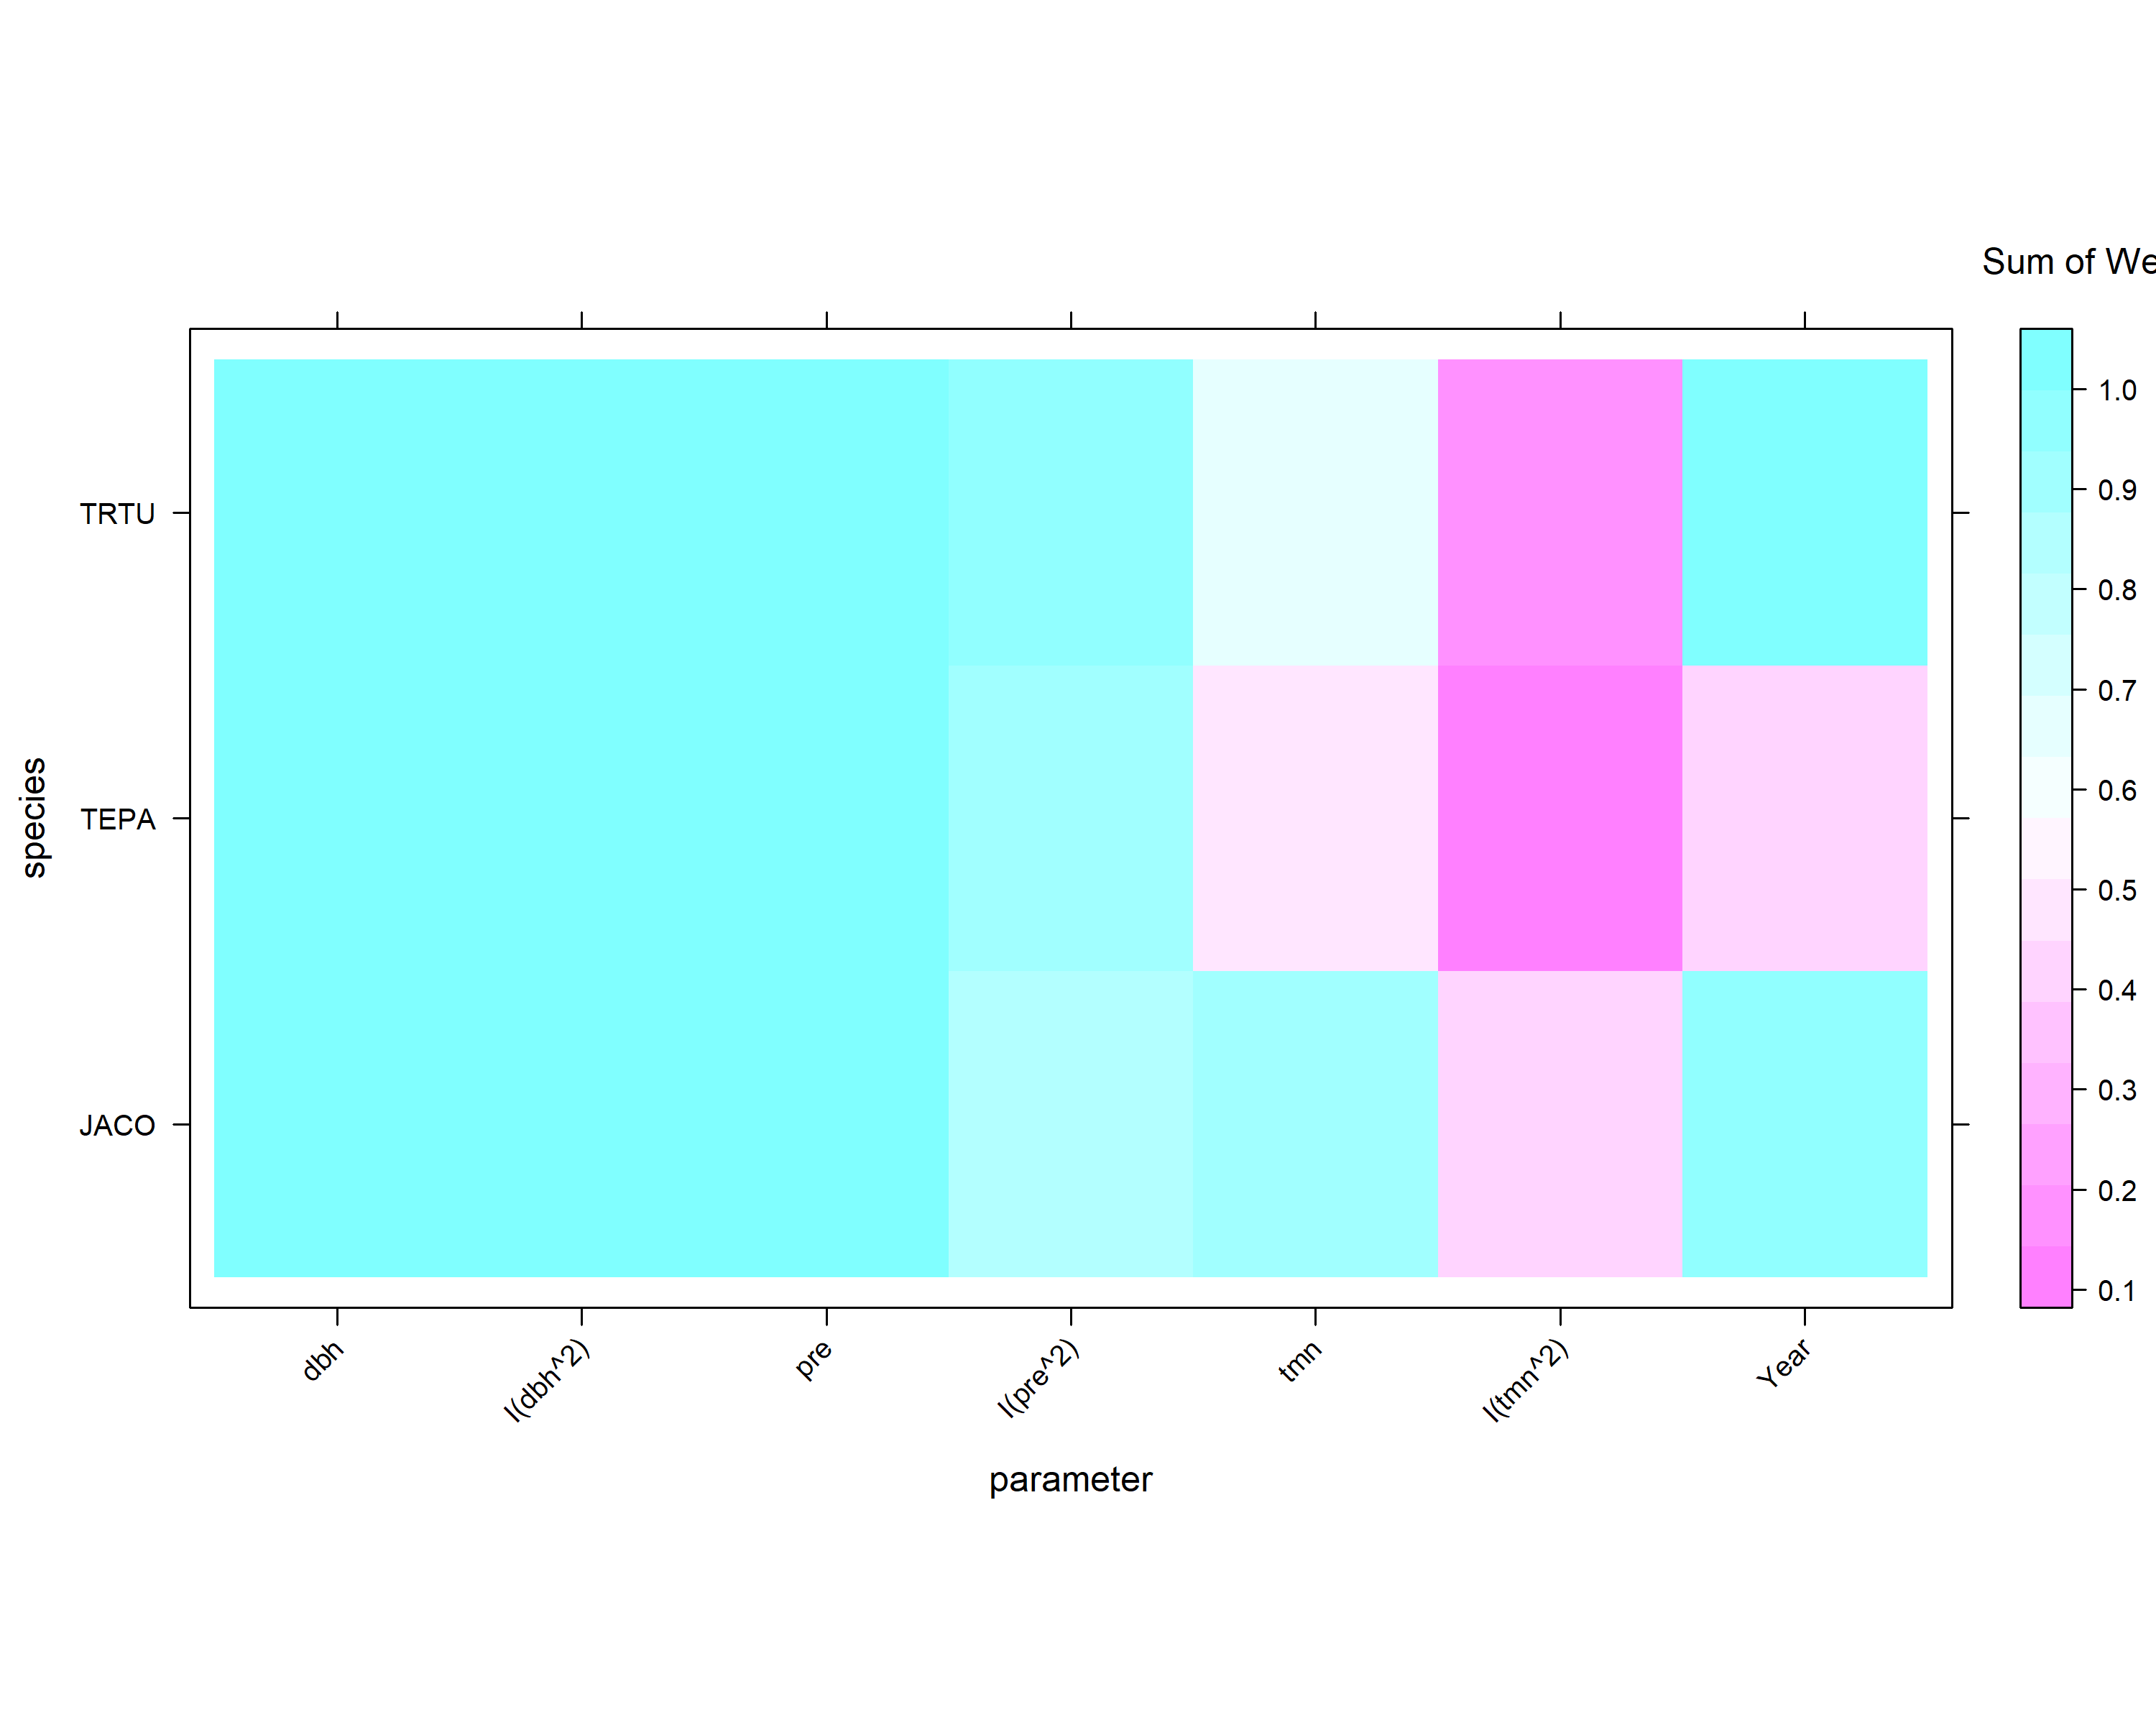 Sum of We
1.0
0.9
0.8
0.7
0.6
0.5
0.4
0.3
0.2
0.1
species
TRTU
TEPA
JACO
dbh
I(dbh^2)
pre
I(pre^2)
tmn
I(tmn^2)
Year
parameter